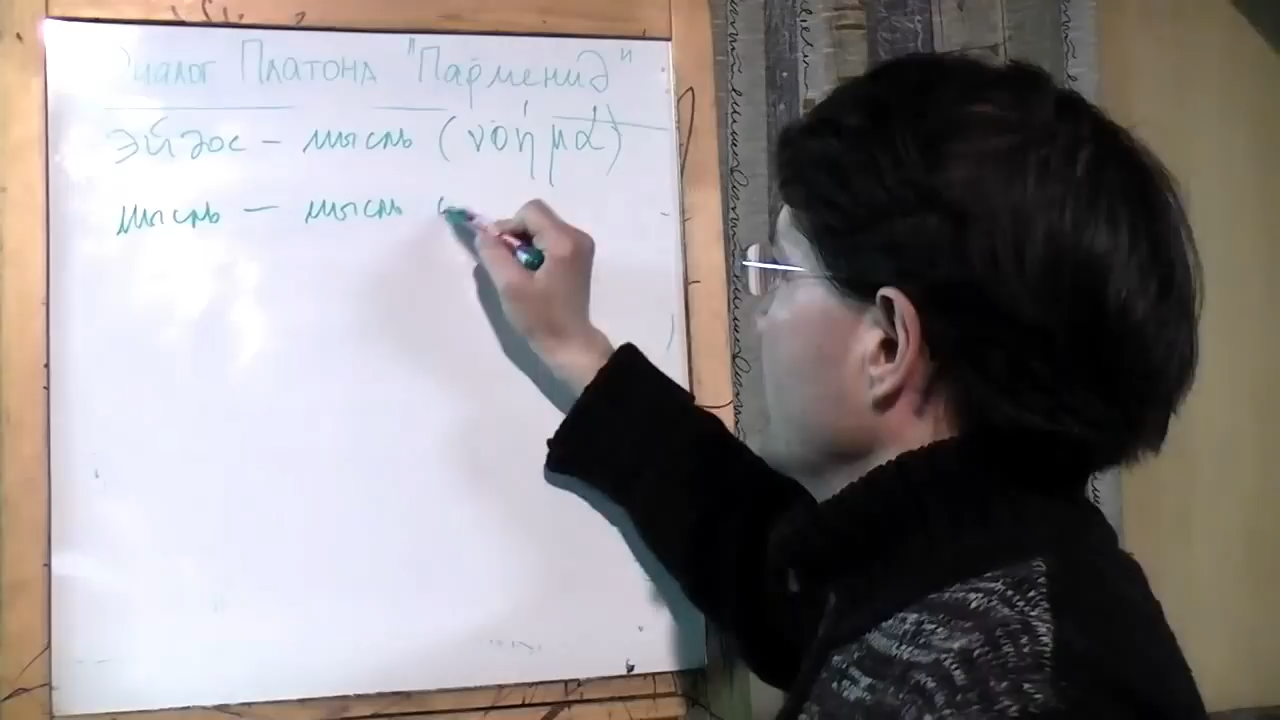 Диалог Платона "Парменид"
эйдос – мысль (νόημα)
мысль – мысль